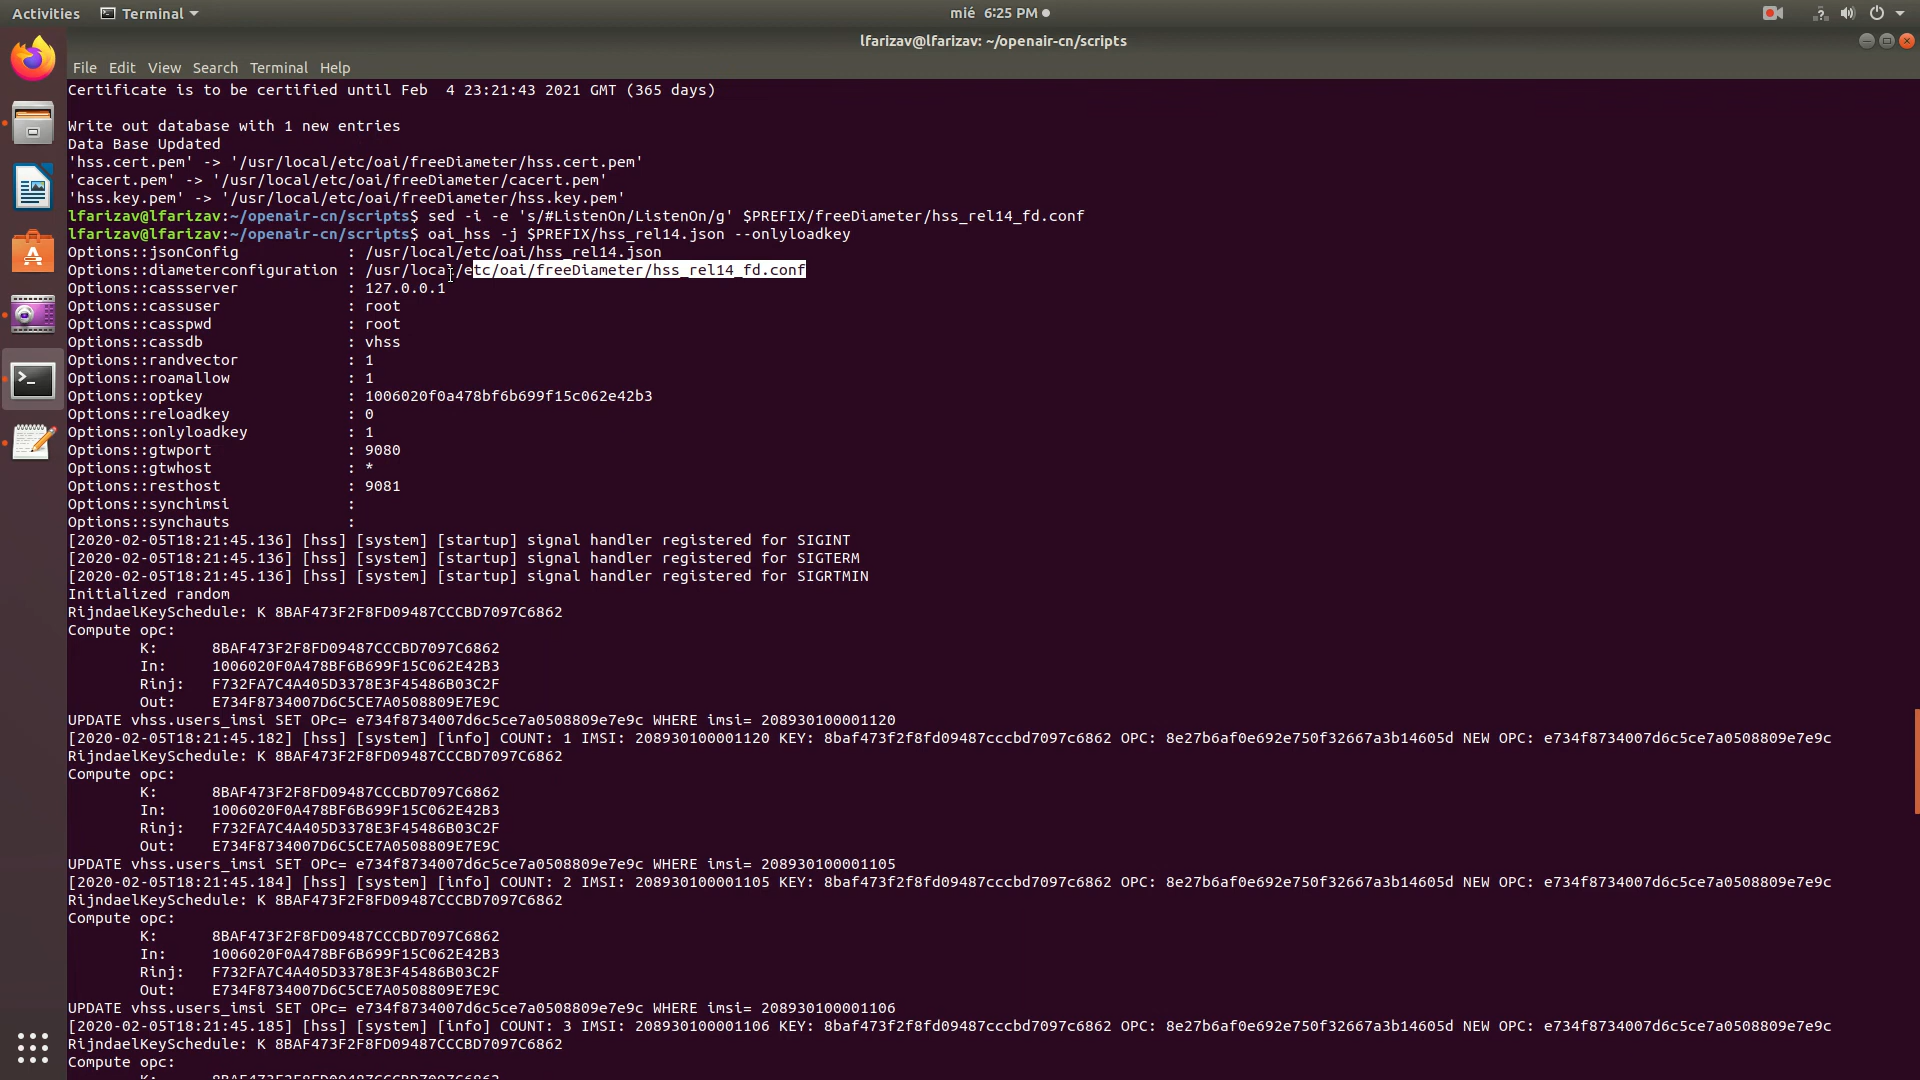 Activities Terminal mié 6:25 PM
lfarizav@lfarizav: ~/openair-cn/scripts
File Edit View Search Terminal Help
Certificate is to be certified until Feb  4 23:21:43 2021 GMT (365 days)
Write out database with 1 new entries
Data Base Updated
'hss.cert.pem' -> '/usr/local/etc/oai/freeDiameter/hss.cert.pem'
'cacert.pem' -> '/usr/local/etc/oai/freeDiameter/cacert.pem'
'hss.key.pem' -> '/usr/local/etc/oai/freeDiameter/hss.key.pem'
lfarizav@lfarizav:~/openair-cn/scripts$ sed -i -e 's/#ListenOn/ListenOn/g' $PREFIX/freeDiameter/hss_rel14_fd.conf
lfarizav@lfarizav:~/openair-cn/scripts$ oai_hss -j $PREFIX/hss_rel14.json --onlyloadkey
Options::jsonConfig            : /usr/local/etc/oai/hss_rel14.json
Options::diameterconfiguration : /usr/local/etc/oai/freeDiameter/hss_rel14_fd.conf
Options::cassserver            : 127.0.0.1
Options::cassuser              : root
Options::casspwd               : root
Options::cassdb                : vhss
Options::randvector            : 1
Options::roamallow             : 1
Options::optkey                : 1006020f0a478bf6b699f15c062e42b3
Options::reloadkey             : 0
Options::onlyloadkey           : 1
Options::gtwport               : 9080
Options::gtwhost               : *
Options::resthost              : 9081
Options::synchimsi             :
Options::synchauts             :
[2020-02-05T18:21:45.136] [hss] [system] [startup] signal handler registered for SIGINT
[2020-02-05T18:21:45.136] [hss] [system] [startup] signal handler registered for SIGTERM
[2020-02-05T18:21:45.136] [hss] [system] [startup] signal handler registered for SIGRTMIN
Initialized random
RijndaelKeySchedule: K 8BAF473F2F8FD09487CCCBD7097C6862
Compute opc:
K:      8BAF473F2F8FD09487CCCBD7097C6862
In:     1006020F0A478BF6B699F15C062E42B3
Rinj:   F732FA7C4A405D3378E3F45486B03C2F
Out:    E734F8734007D6C5CE7A0508809E7E9C
UPDATE vhss.users_imsi SET OPc= e734f8734007d6c5ce7a0508809e7e9c WHERE imsi= 208930100001120
[2020-02-05T18:21:45.182] [hss] [system] [info] COUNT: 1 IMSI: 208930100001120 KEY: 8baf473f2f8fd09487cccbd7097c6862 OPC: 8e27b6af0e692e750f32667a3b14605d NEW OPC: e734f8734007d6c5ce7a0508809e7e9c
RijndaelKeySchedule: K 8BAF473F2F8FD09487CCCBD7097C6862
Compute opc:
K:      8BAF473F2F8FD09487CCCBD7097C6862
In:     1006020F0A478BF6B699F15C062E42B3
Rinj:   F732FA7C4A405D3378E3F45486B03C2F
Out:    E734F8734007D6C5CE7A0508809E7E9C
UPDATE vhss.users_imsi SET OPc= e734f8734007d6c5ce7a0508809e7e9c WHERE imsi= 208930100001105
[2020-02-05T18:21:45.184] [hss] [system] [info] COUNT: 2 IMSI: 208930100001105 KEY: 8baf473f2f8fd09487cccbd7097c6862 OPC: 8e27b6af0e692e750f32667a3b14605d NEW OPC: e734f8734007d6c5ce7a0508809e7e9c
RijndaelKeySchedule: K 8BAF473F2F8FD09487CCCBD7097C6862
Compute opc:
K:      8BAF473F2F8FD09487CCCBD7097C6862
In:     1006020F0A478BF6B699F15C062E42B3
Rinj:   F732FA7C4A405D3378E3F45486B03C2F
Out:    E734F8734007D6C5CE7A0508809E7E9C
UPDATE vhss.users_imsi SET OPc= e734f8734007d6c5ce7a0508809e7e9c WHERE imsi= 208930100001106
[2020-02-05T18:21:45.185] [hss] [system] [info] COUNT: 3 IMSI: 208930100001106 KEY: 8baf473f2f8fd09487cccbd7097c6862 OPC: 8e27b6af0e692e750f32667a3b14605d NEW OPC: e734f8734007d6c5ce7a0508809e7e9c
RijndaelKeySchedule: K 8BAF473F2F8FD09487CCCBD7097C6862
Compute opc:
K:      8BAF473F2F8FD09487CCCBD7097C6862